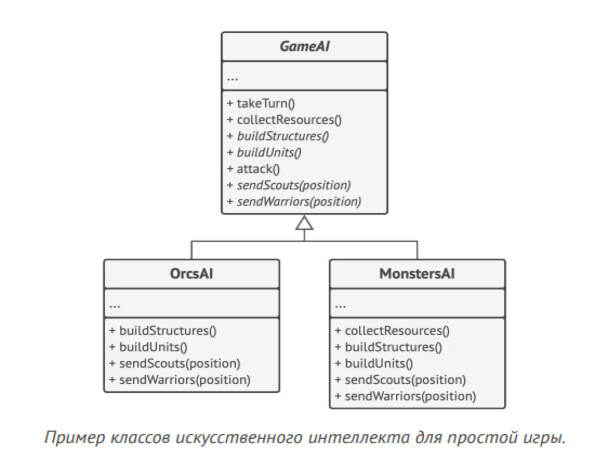 GameAI
...
+ takeTurn()
+ collectResources()
+ buildStructures()
+ buildUnits()
+ attack()
+ sendScouts(position)
+ sendWarriors(position)
OrcsAI
...
+ buildStructures()
+ buildUnits()
+ sendScouts(position)
+ sendWarriors(position)
MonstersAI
...
+ collectResources()
+ buildStructures()
+ buildUnits()
+ sendScouts(position)
+ sendWarriors(position)
Пример классов искусственного интеллекта для простой игры.